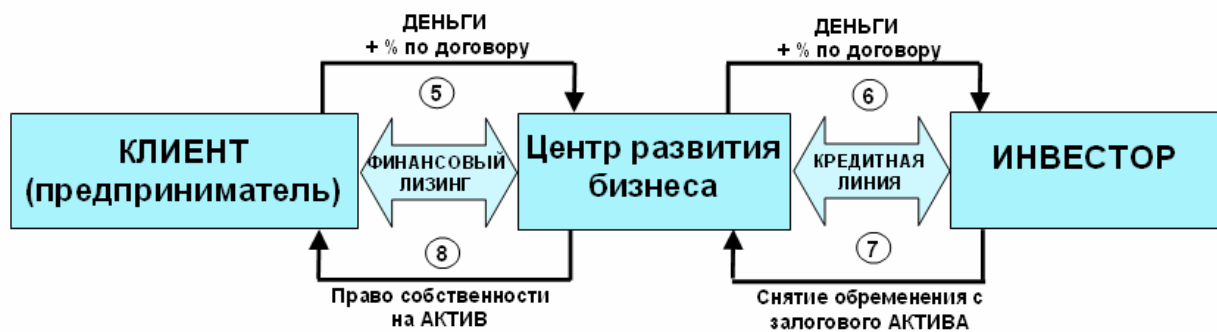 ДЕНЬГИ
+ % по договору
5
КЛИЕНТ
(предприниматель)
ФИНАНСОВЫЙ
ЛИЗИНГ
8
Право собственности
на АКТИВ
Центр развития
бизнеса
ДЕНЬГИ
+ % по договору
6
КРЕДИТНАЯ
ЛИНИЯ
7
Снятие обременения с
залогового АКТИВА
ИНВЕСТОР